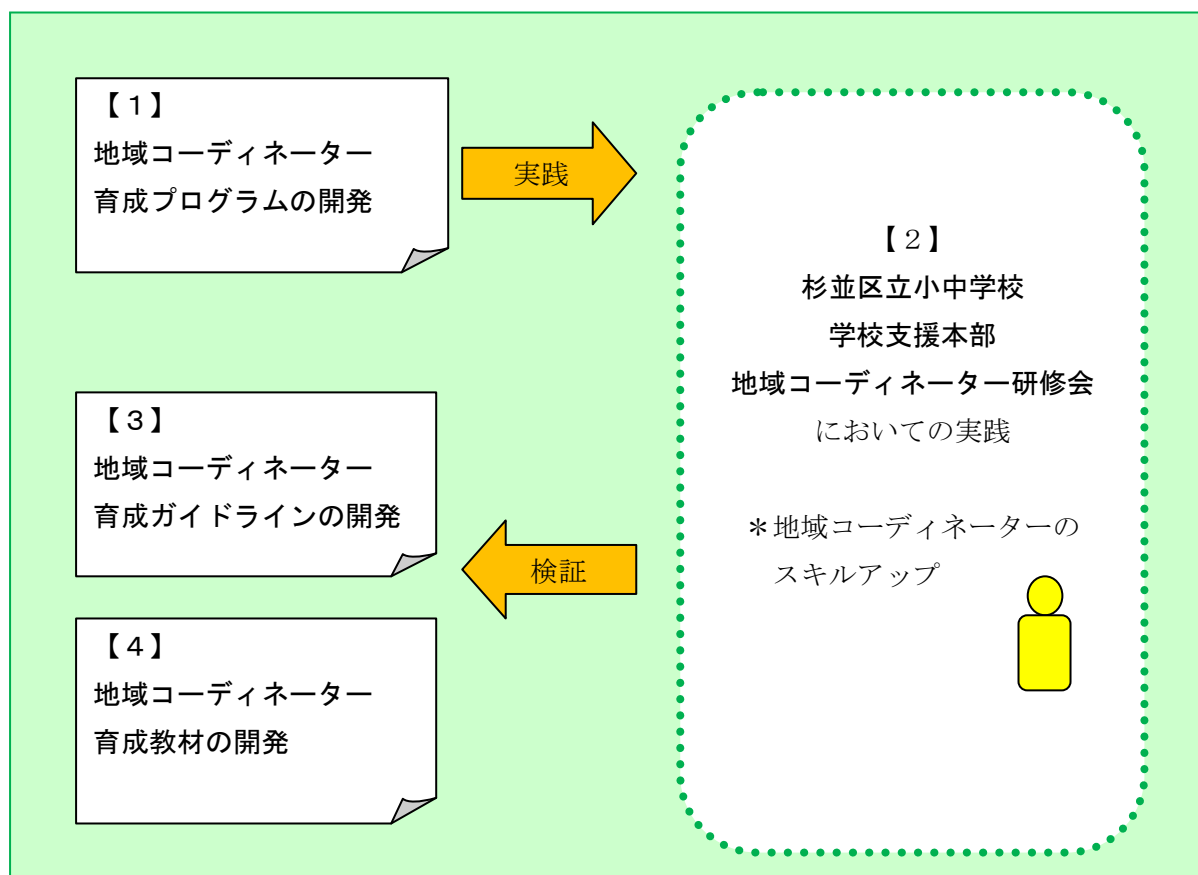 【１】
地域コーディネーター
育成プログラムの開発
実践
【２】
杉並区立小中学校
学校支援本部
地域コーディネーター研修会
においての実践
＊地域コーディネーターの
スキルアップ
【３】
地域コーディネーター
育成ガイドラインの開発
検証
【４】
地域コーディネーター
育成教材の開発